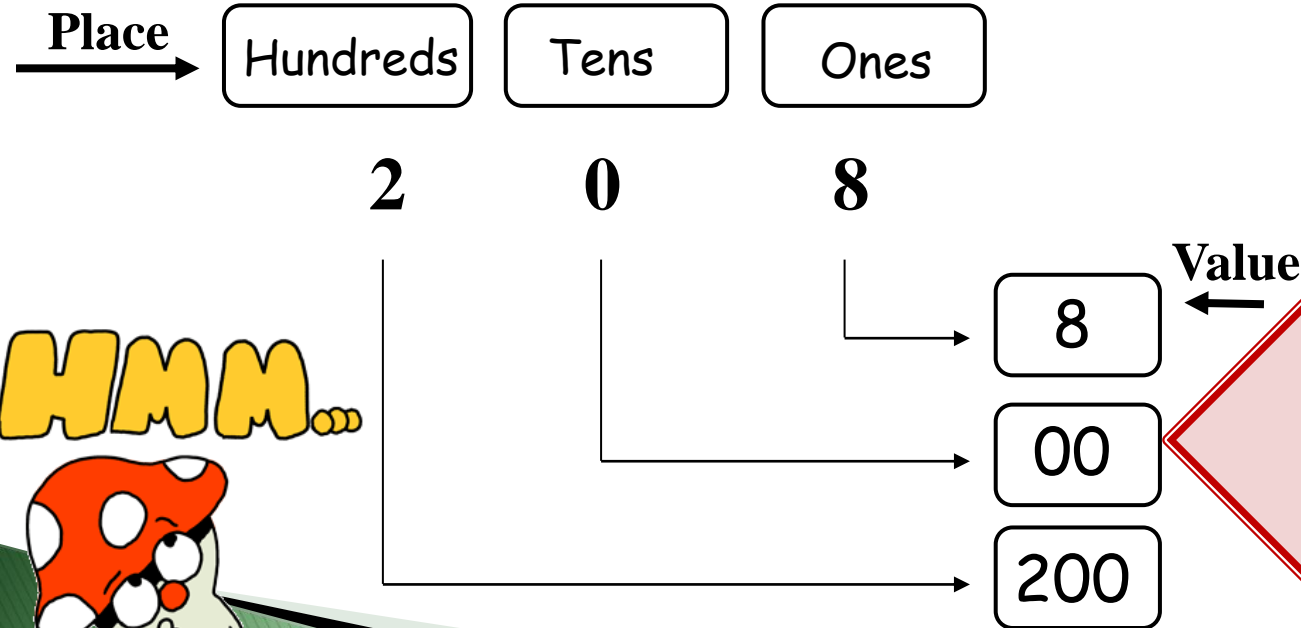 Place
Hundreds Tens Ones
2 0 8
Value
8
HMM...
00
200